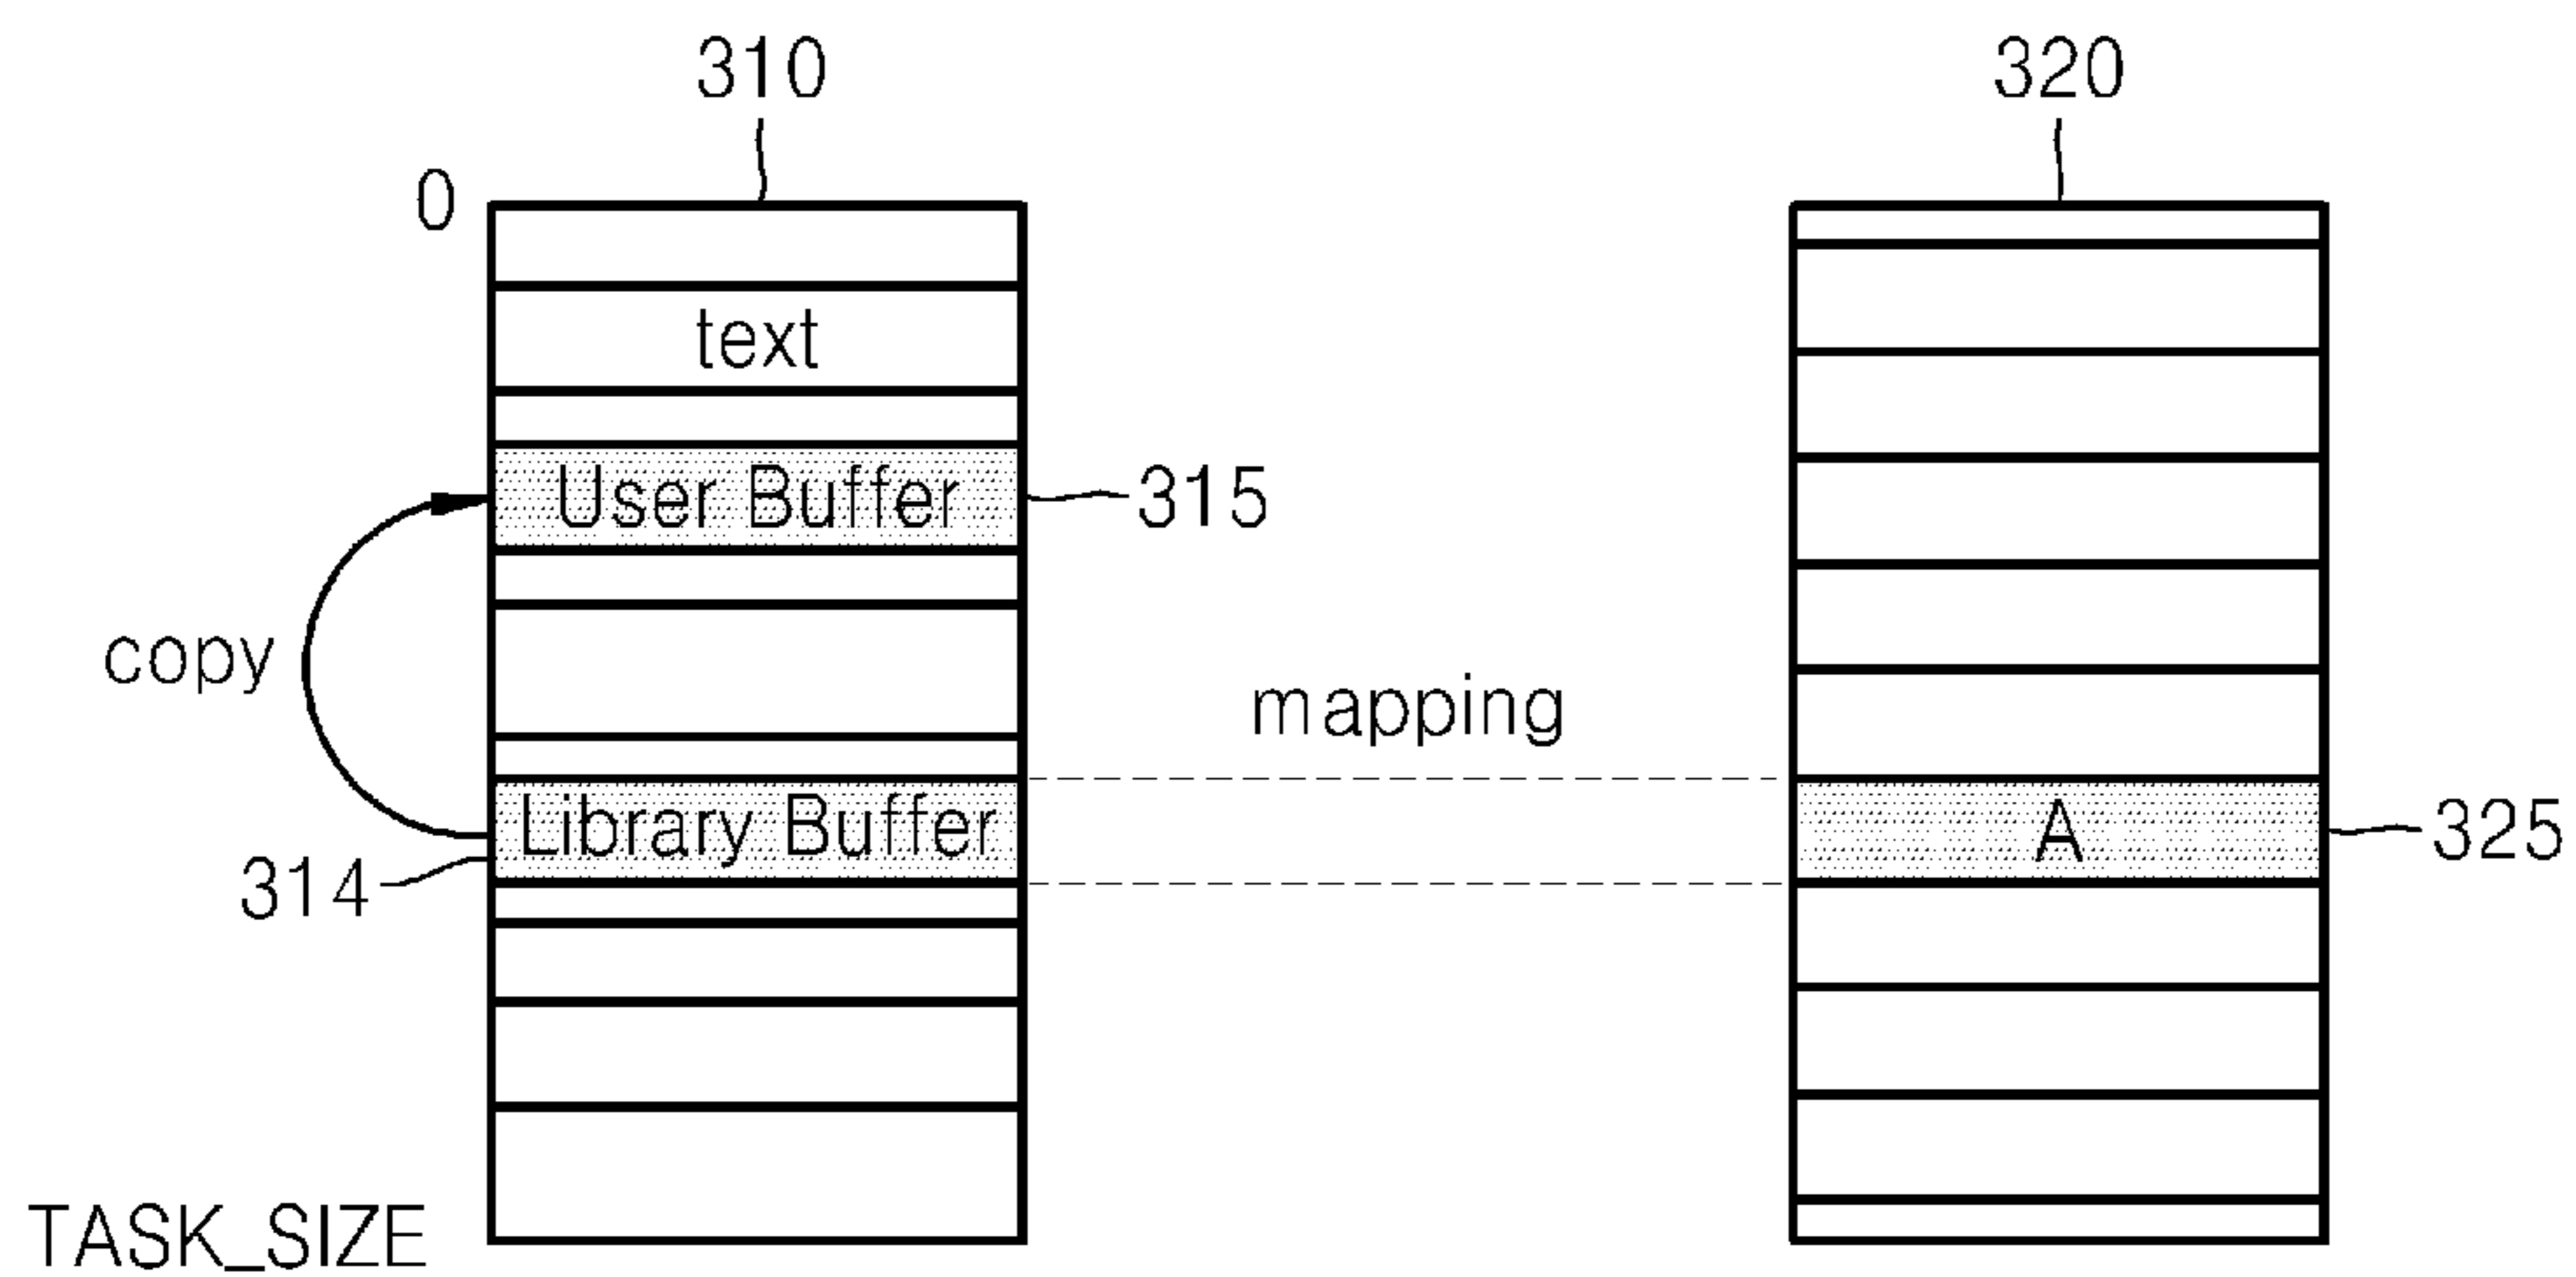 310
320
0
text
User Buffer
315
copy
mapping
Library Buffer
A
325
314
TASK_SIZE